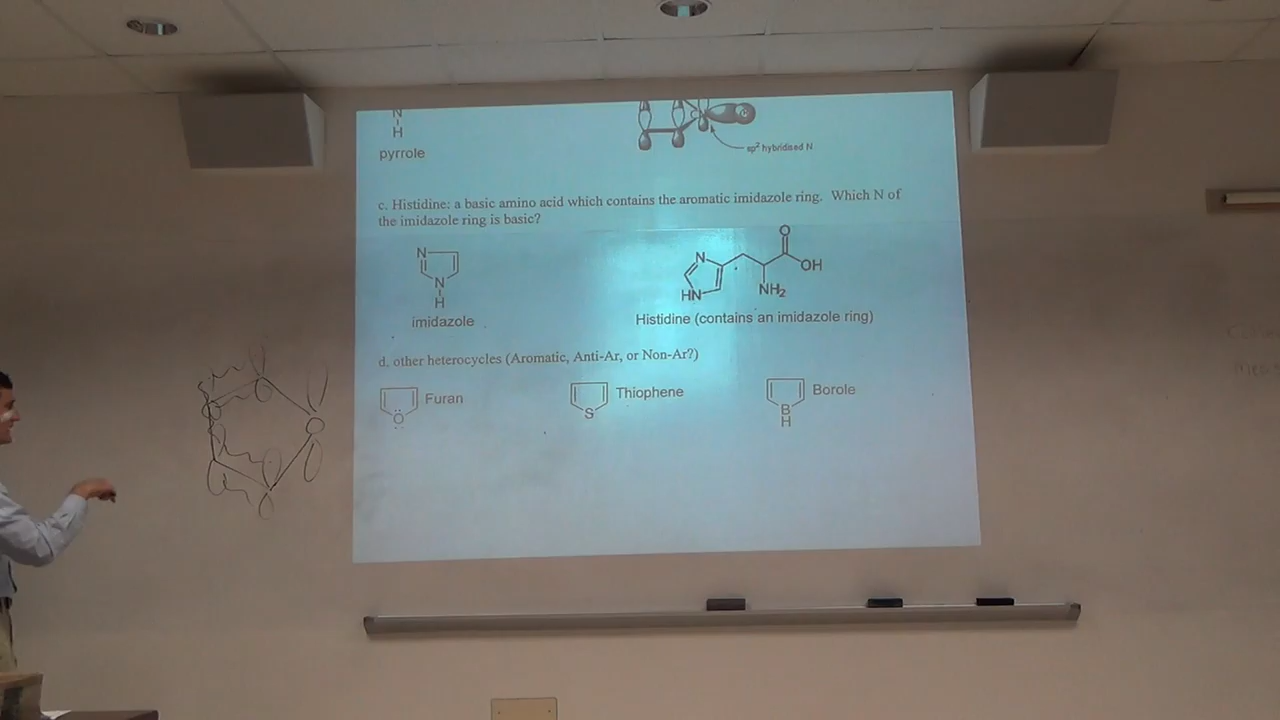 N
H
pyrrole
sp² hybridised N
c. Histidine: a basic amino acid which contains the aromatic imidazole ring. Which N of
the imidazole ring is basic?
N
N
H
imidazole
O
N
OH
HN
NH₂
Histidine (contains an imidazole ring)
d. other heterocycles (Aromatic, Anti-Ar, or Non-Ar?)
O
Furan
S
Thiophene
B
H
Borole